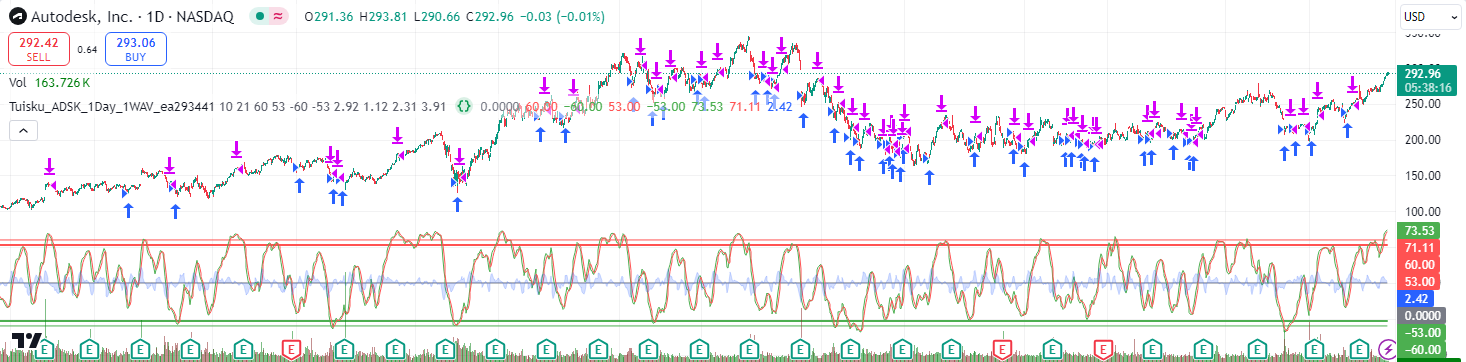 Autodesk, Inc. · 1D · NASDAQ O291.36 H293.81 L290.66 C292.96 −0.03 (−0.01%)
USD
292.42 SELL 0.64 293.06 BUY
Vol 163.726 K
Tuisku_ADSK_1Day_1WAV_ea293441 10 21 60 53 -60 -53 2.92 1.12 2.31 3.91 0.0000 60.00 −60.00 53.00 −53.00 73.53 71.11 2.42
292.96
05:38:16
250.00
200.00
150.00
100.00
73.53
71.11
60.00
53.00
2.42
0.0000
−53.00
−60.00
E E E E E E E E E E E E E E E E E E E E E E E E E E E